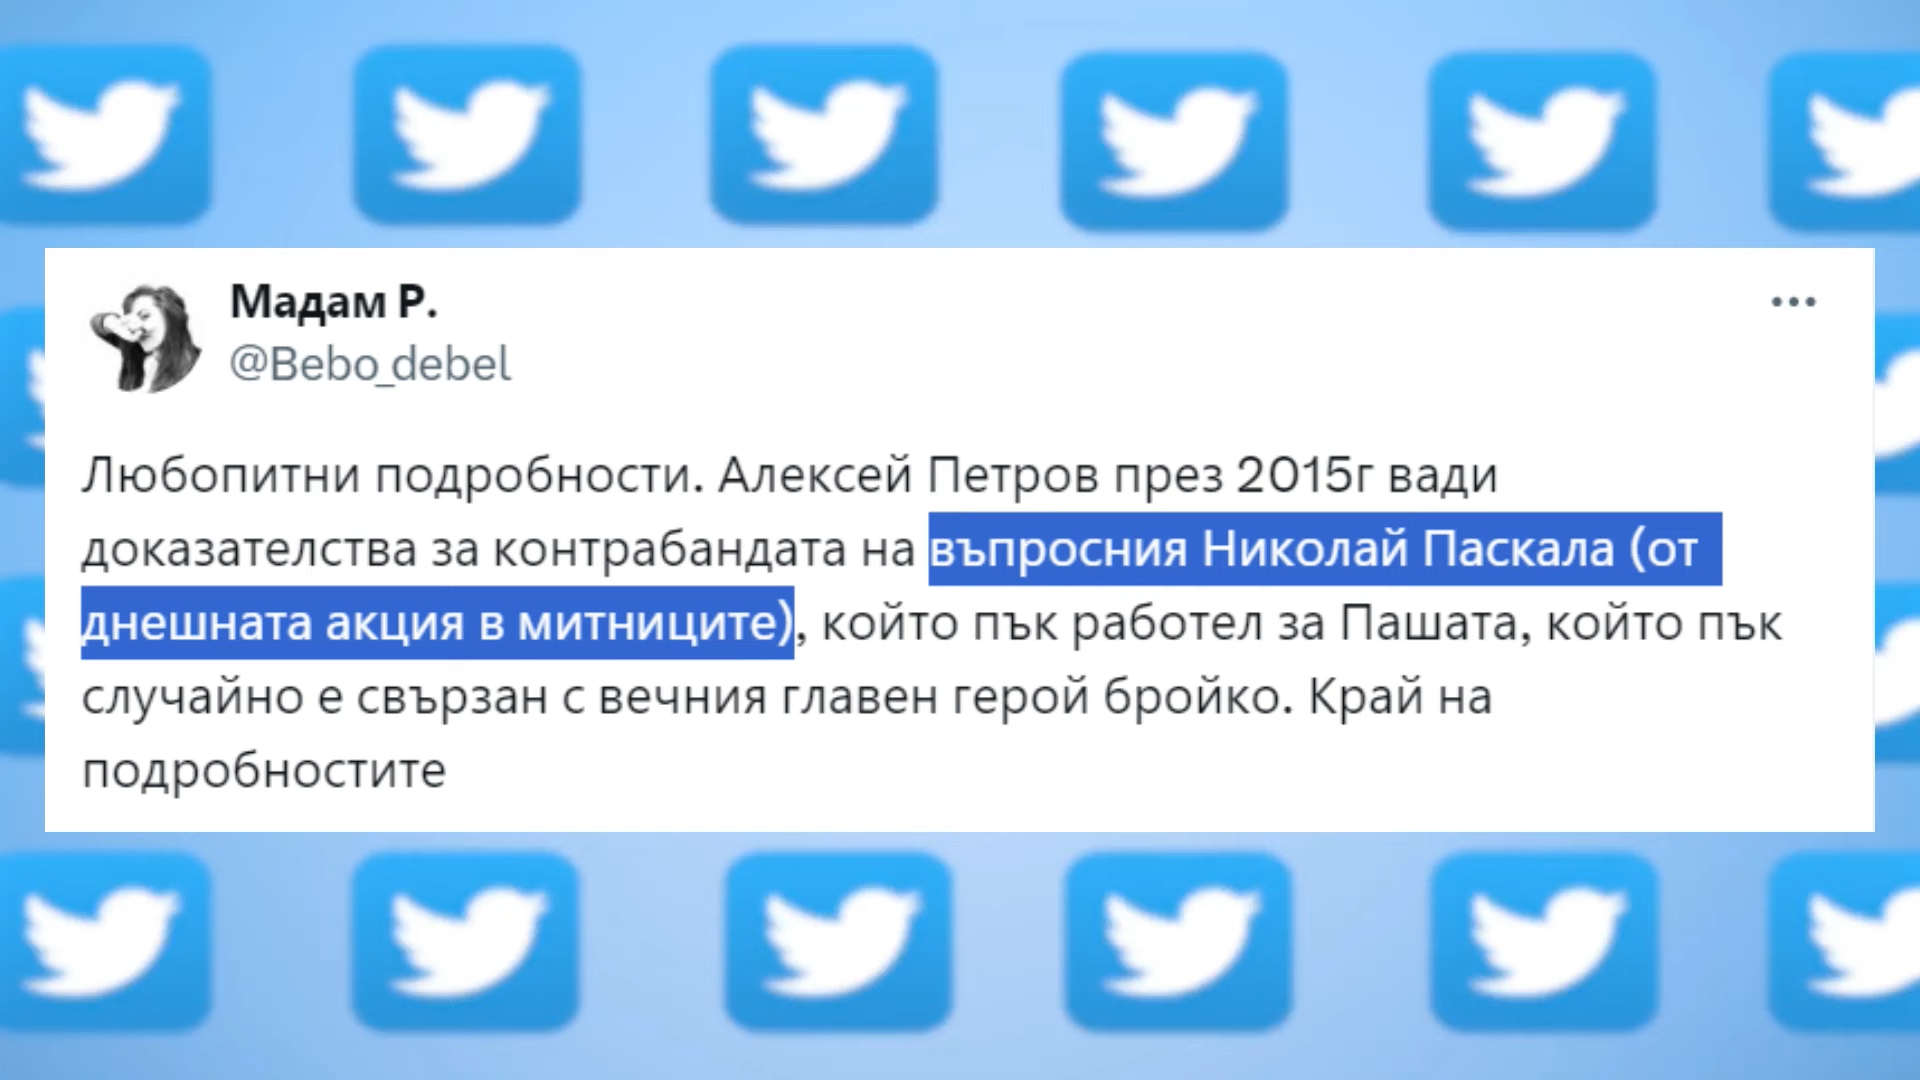 Мадам Р.
@Bebo_debel
Любопитни подробности. Алексей Петров през 2015г вади
доказателства за контрабандата на въпросния Николай Паскала (от
днешната акция в митниците), който пък работел за Пашата, който пък
случайно е свързан с вечния главен герой бройко. Край на
подробностите